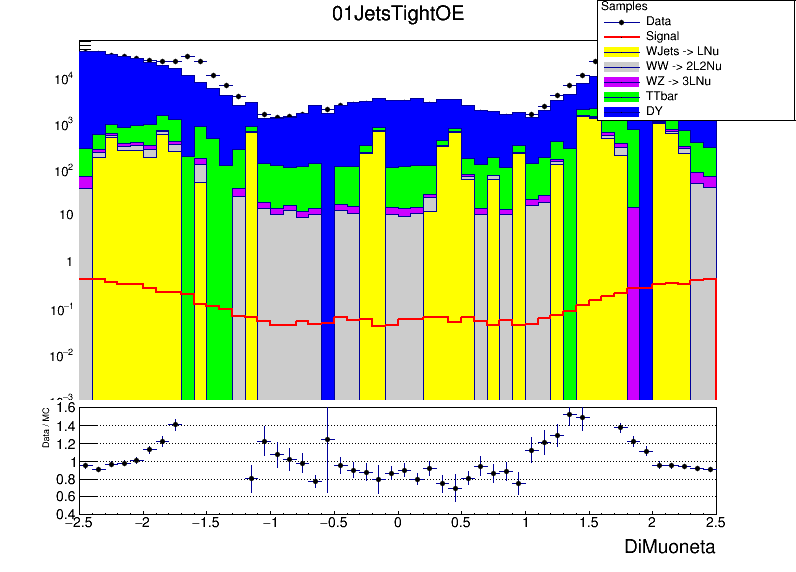 01JetsTightOE
Samples
Data
Signal
WJets -> LNu
WW -> 2L2Nu
WZ -> 3LNu
TTbar
DY
10^4
10^3
10^2
10
1
10^-1
10^-2
Data / MC
1.6
1.4
1.2
1
0.8
0.6
0.4
−2.5 −2 −1.5 −1 −0.5 0 0.5 1 1.5 2 2.5
DiMuoneta